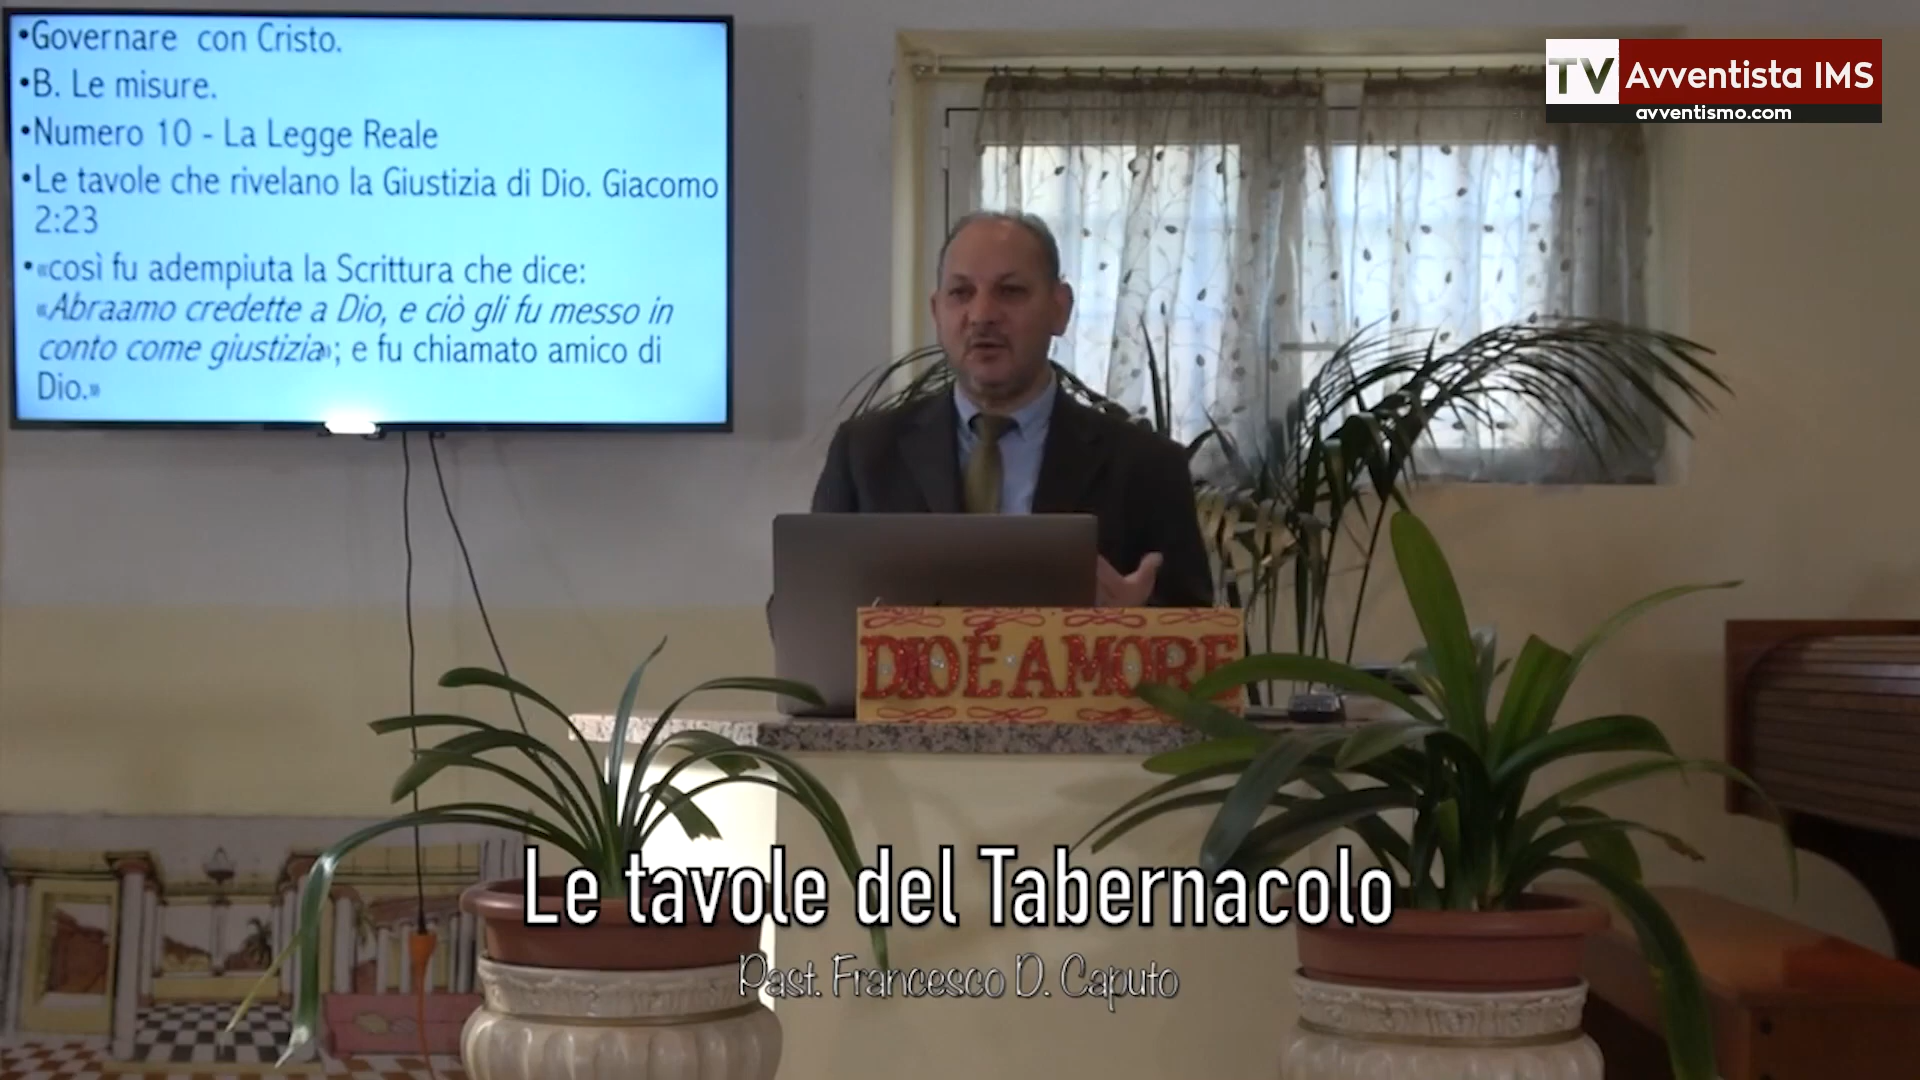 •Governare con Cristo.
•B. Le misure.
•Numero 10 - La Legge Reale
•Le tavole che rivelano la Giustizia di Dio. Giacomo
2:23
•«così fu adempiuta la Scrittura che dice:
«Abraamo credette a Dio, e ciò gli fu messo in
conto come giustizia»; e fu chiamato amico di
Dio.»
TV Avventista IMS
avventismo.com
DIO É AMORE
Le tavole del Tabernacolo
Past. Francesco D. Caputo